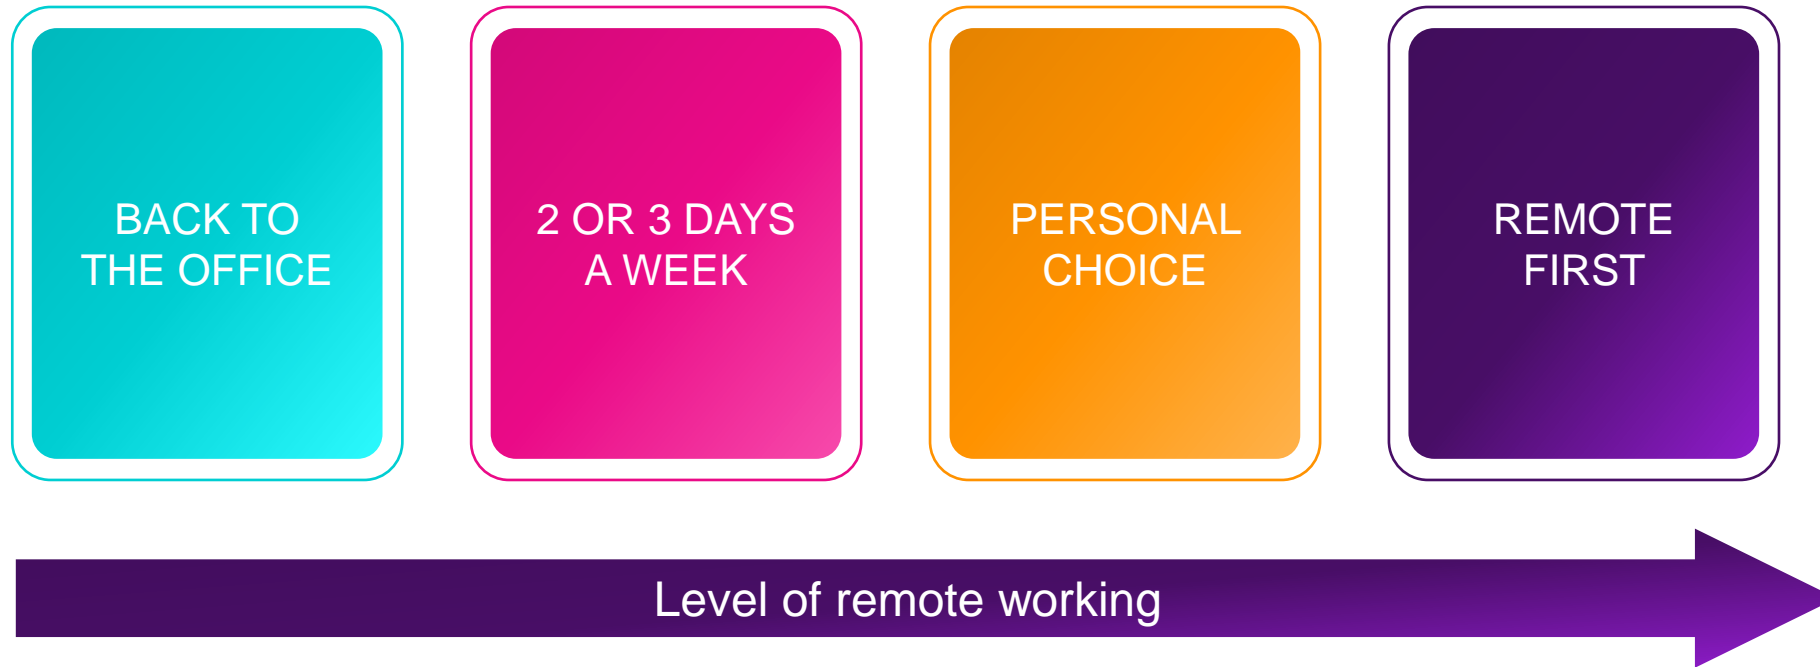 BACK TO
THE OFFICE
2 OR 3 DAYS
A WEEK
PERSONAL
CHOICE
REMOTE
FIRST
Level of remote working